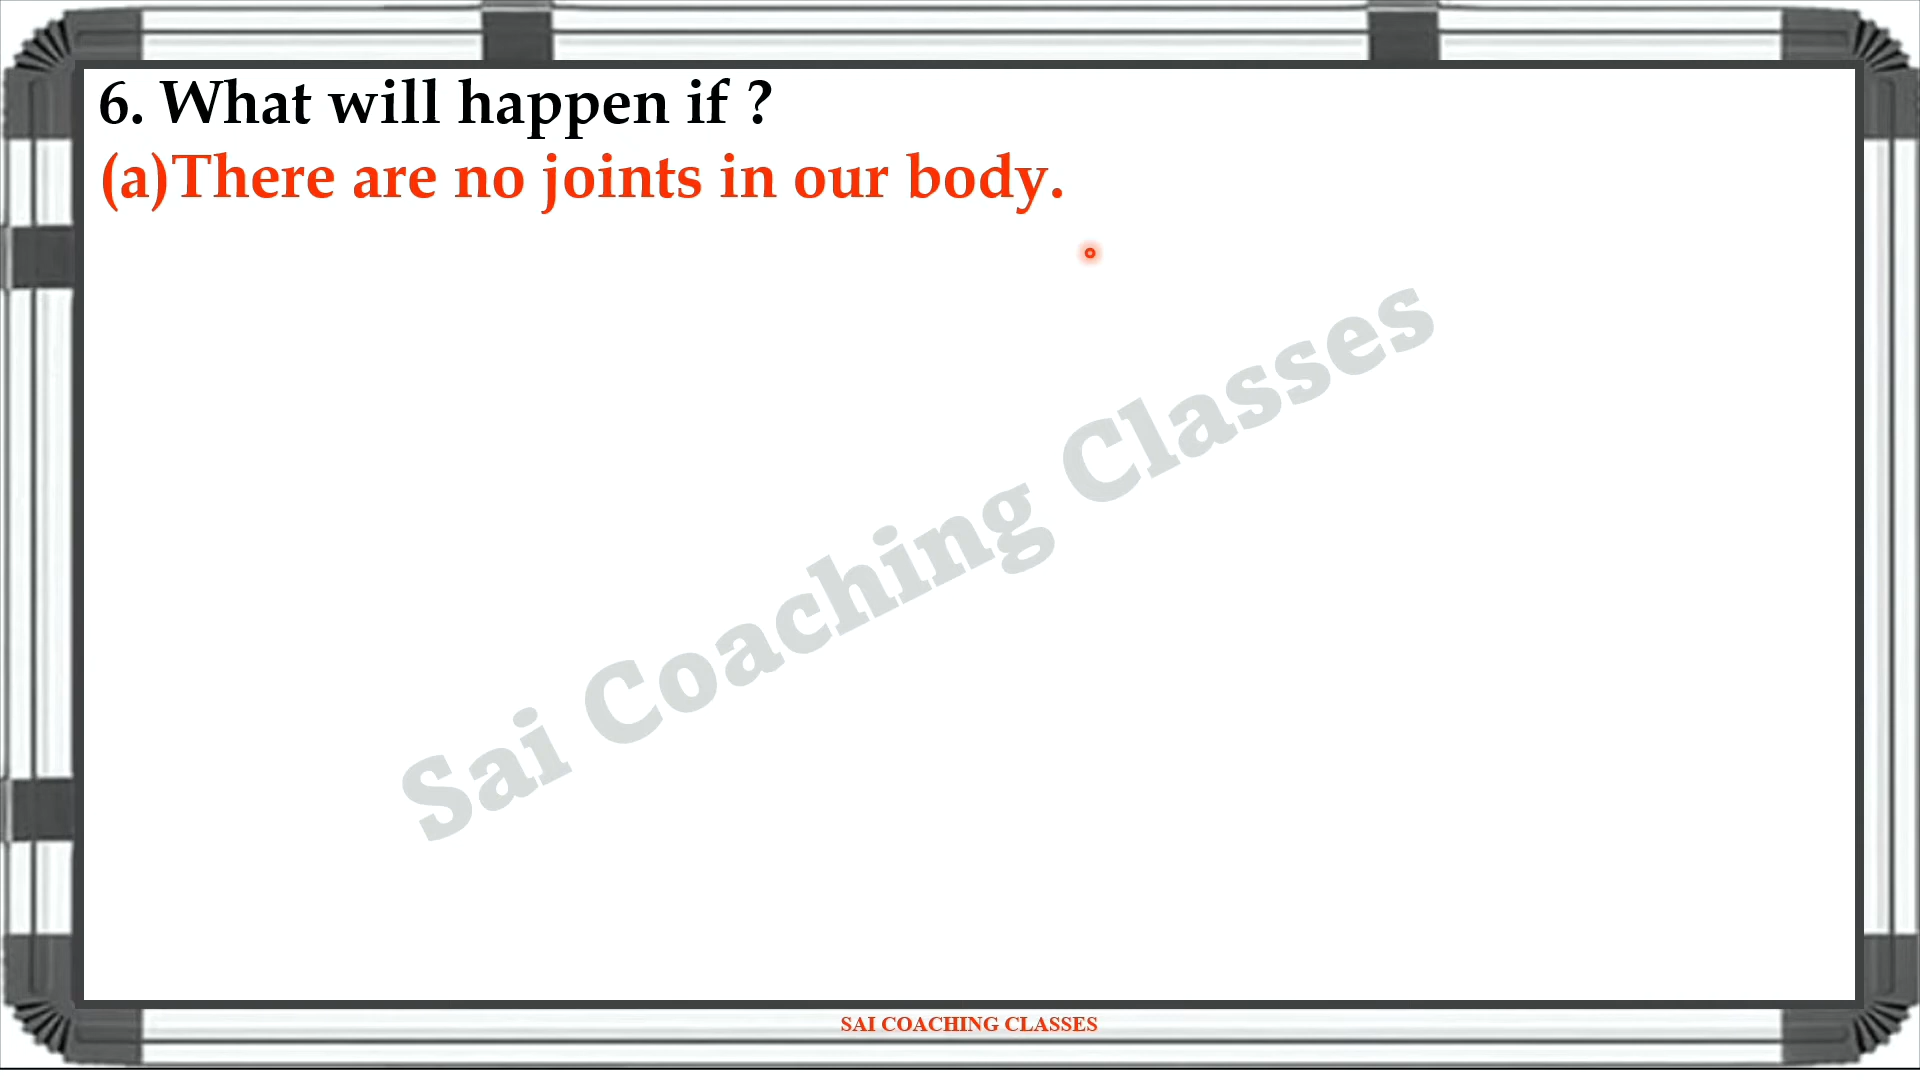 6. What will happen if ?
(a)There are no joints in our body.
Sai Coaching Classes
SAI COACHING CLASSES